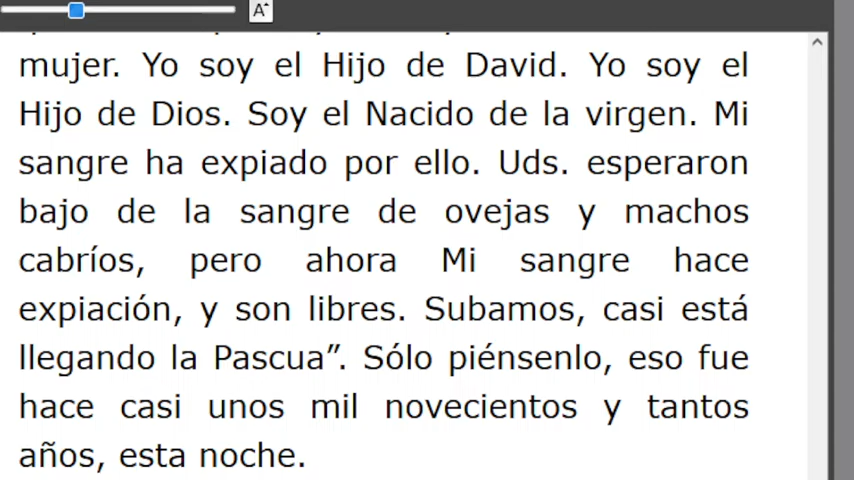 A
mujer. Yo soy el Hijo de David. Yo soy el
Hijo de Dios. Soy el Nacido de la virgen. Mi
sangre ha expiado por ello. Uds. esperaron
bajo de la sangre de ovejas y machos
cabríos, pero ahora Mi sangre hace
expiación, y son libres. Subamos, casi está
llegando la Pascua”. Sólo piénsenlo, eso fue
hace casi unos mil novecientos y tantos
años, esta noche.